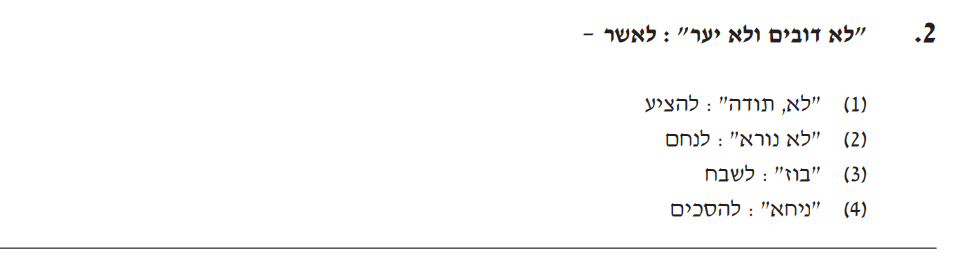 2. "לא דובים ולא יער" : לאשר –
(1) "לא, תודה" : להציע
(2) "לא נורא" : לנחם
(3) "בוז" : לשבח
(4) "ניחא" : להסכים